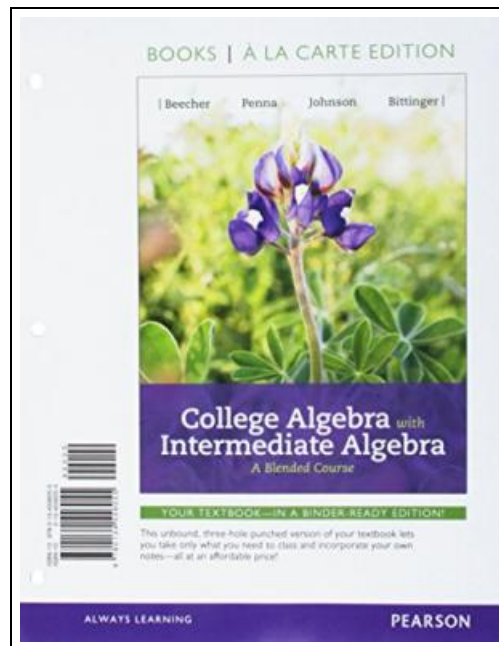 BOOKS | À LA CARTE EDITION
| Beecher Penna Johnson Bittinger |
College Algebra with
Intermediate Algebra
A Blended Course
YOUR TEXTBOOK—IN A BINDER-READY EDITION!
This unbound, three-hole punched version of your textbook lets
you take only what you need to class and incorporate your own
notes—all at an affordable price!
ALWAYS LEARNING
PEARSON